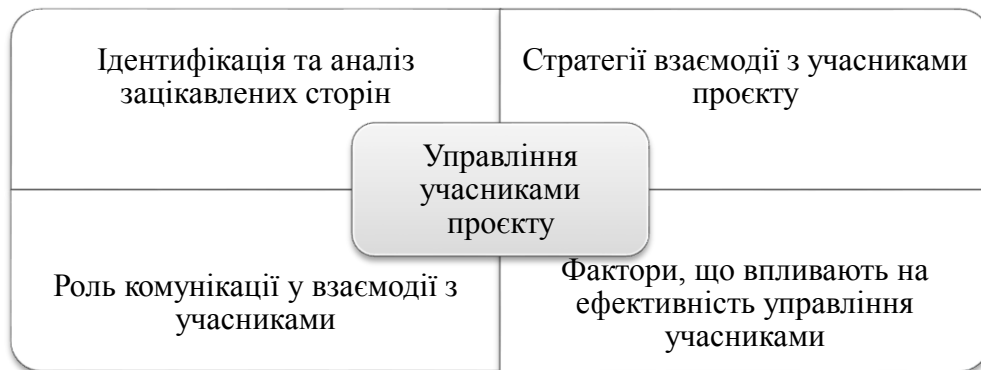 Ідентифікація та аналіз
зацікавлених сторін
Стратегії взаємодії з учасниками
проєкту
Управління
учасниками
проєкту
Роль комунікації у взаємодії з
учасниками
Фактори, що впливають на
ефективність управління
учасниками